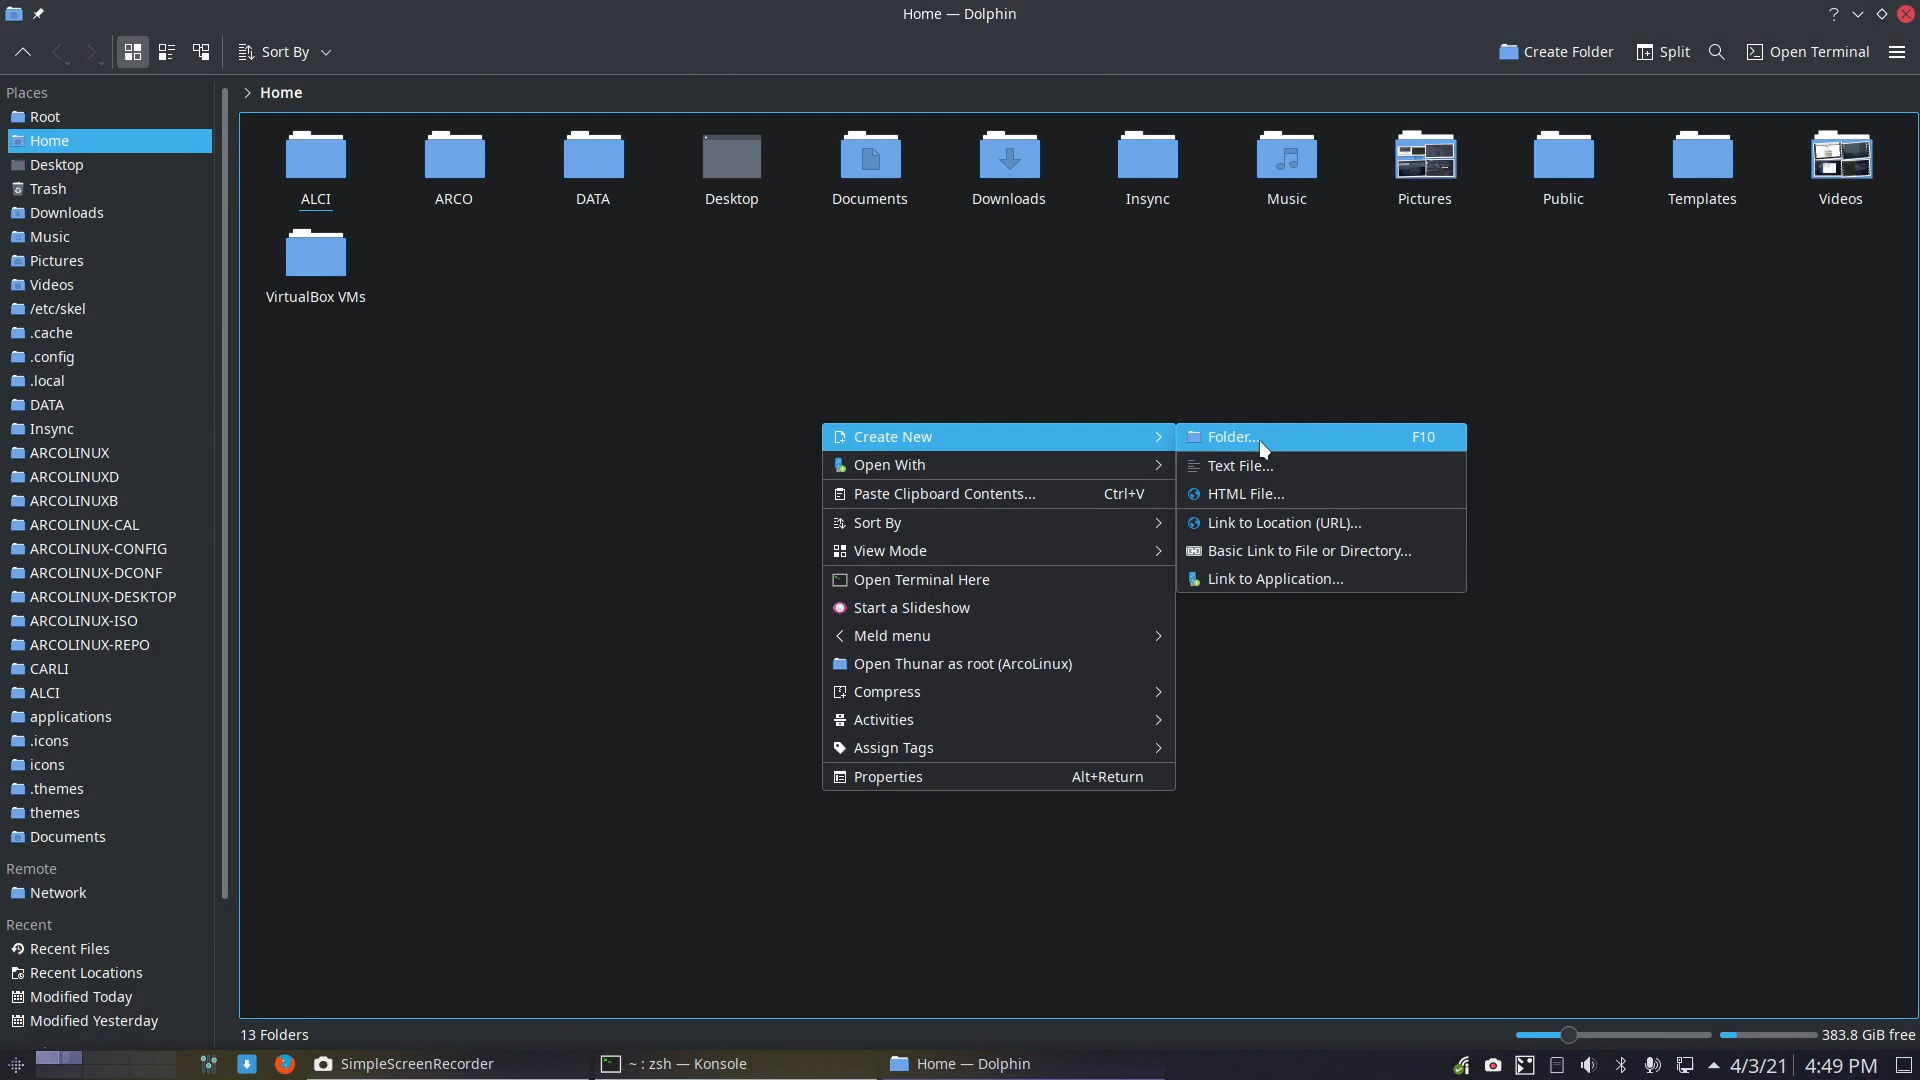 Home — Dolphin
?
Sort By
Create Folder
Split
Open Terminal
Places
Root
Home
Desktop
Trash
Downloads
Music
Pictures
Videos
/etc/skel
.cache
.config
.local
DATA
Insync
ARCOLINUX
ARCOLINUXD
ARCOLINUXB
ARCOLINUX-CAL
ARCOLINUX-CONFIG
ARCOLINUX-DCONF
ARCOLINUX-DESKTOP
ARCOLINUX-ISO
ARCOLINUX-REPO
CARLI
ALCI
applications
.icons
icons
.themes
themes
Documents
Remote
Network
Recent
Recent Files
Recent Locations
Modified Today
Modified Yesterday
> Home
ALCI
ARCO
DATA
Desktop
Documents
Downloads
Insync
Music
Pictures
Public
Templates
Videos
VirtualBox VMs
Create New
Open With
Paste Clipboard Contents... Ctrl+V
Sort By
View Mode
Open Terminal Here
Start a Slideshow
Meld menu
Open Thunar as root (ArcoLinux)
Compress
Activities
Assign Tags
Properties Alt+Return
Folder... F10
Text File...
HTML File...
Link to Location (URL)...
Basic Link to File or Directory...
Link to Application...
13 Folders
383.8 GiB free
SimpleScreenRecorder
~ : zsh — Konsole
Home — Dolphin
4/3/21
4:49 PM